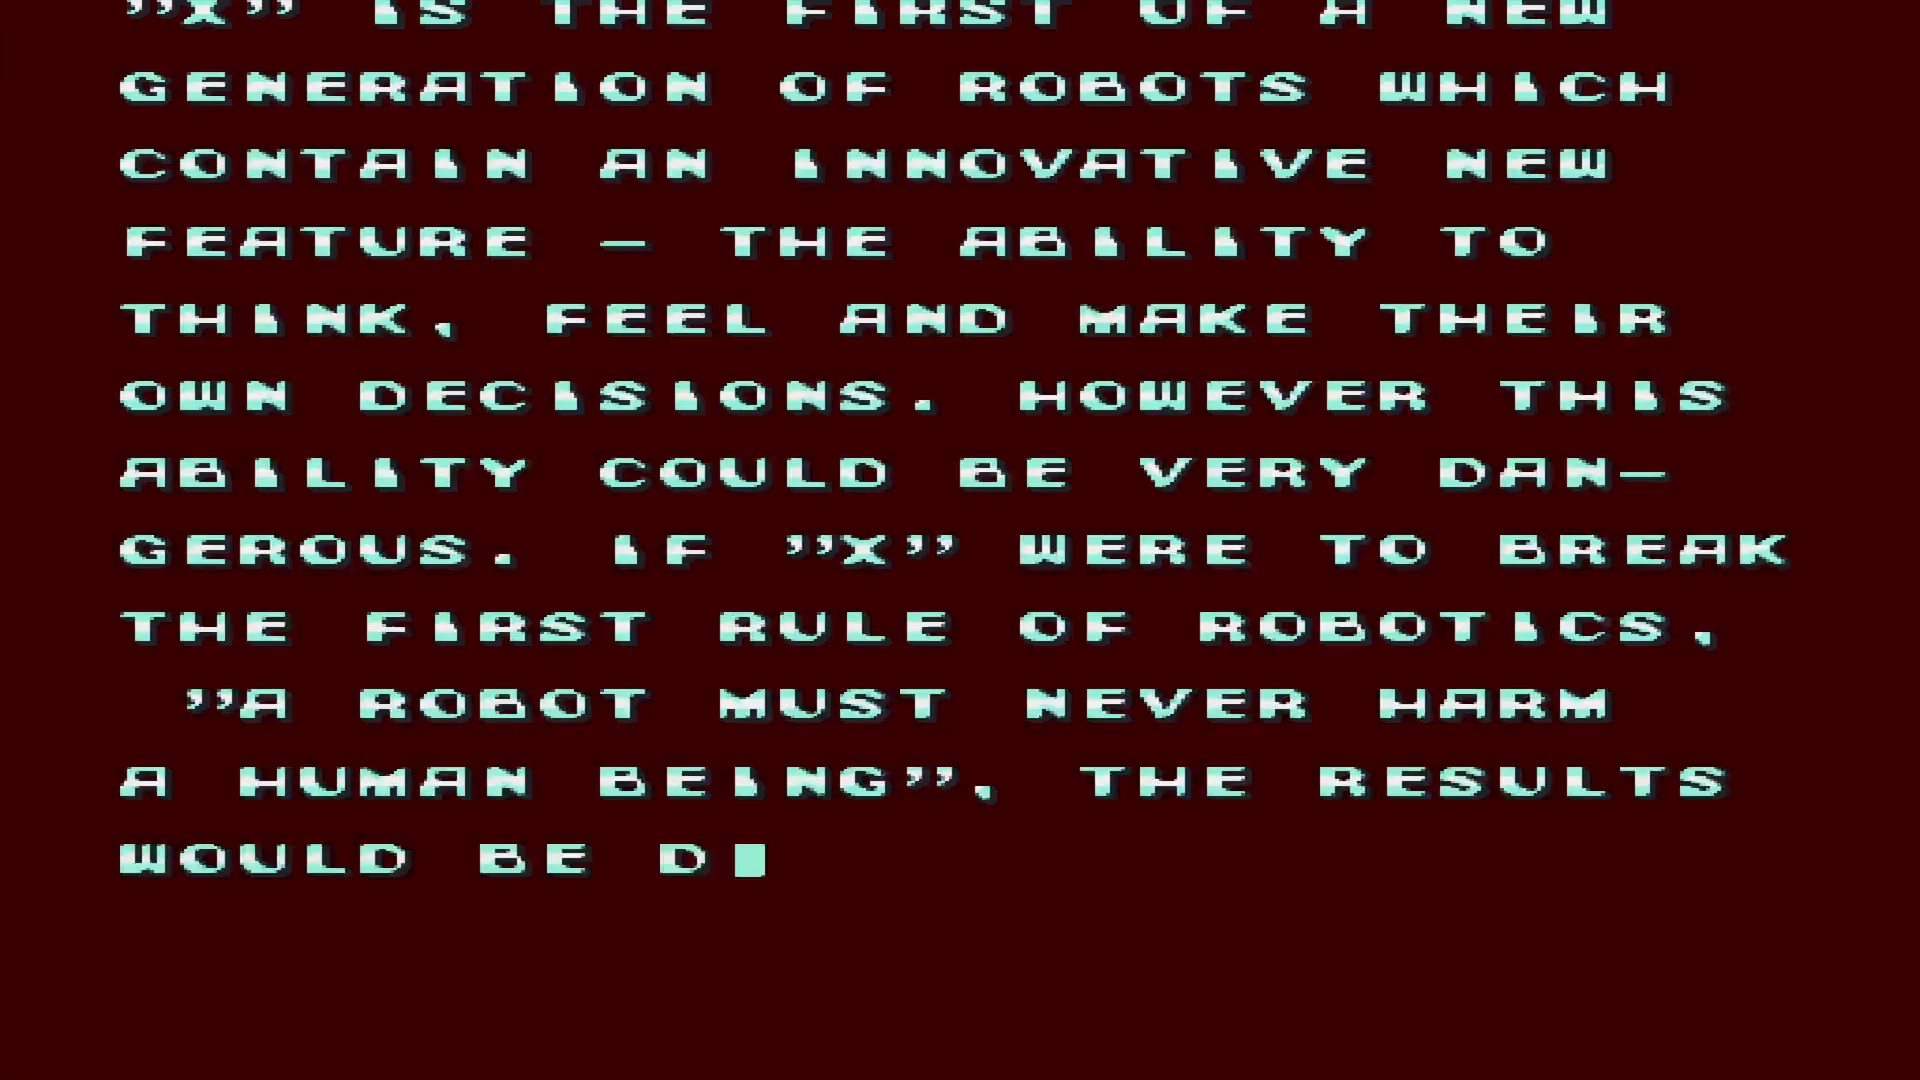 "X" IS THE FIRST OF A NEW
GENERATION OF ROBOTS WHICH
CONTAIN AN INNOVATIVE NEW
FEATURE – THE ABILITY TO
THINK, FEEL AND MAKE THEIR
OWN DECISIONS. HOWEVER THIS
ABILITY COULD BE VERY DAN–
GEROUS. IF "X" WERE TO BREAK
THE FIRST RULE OF ROBOTICS,
"A ROBOT MUST NEVER HARM
A HUMAN BEING", THE RESULTS
WOULD BE D